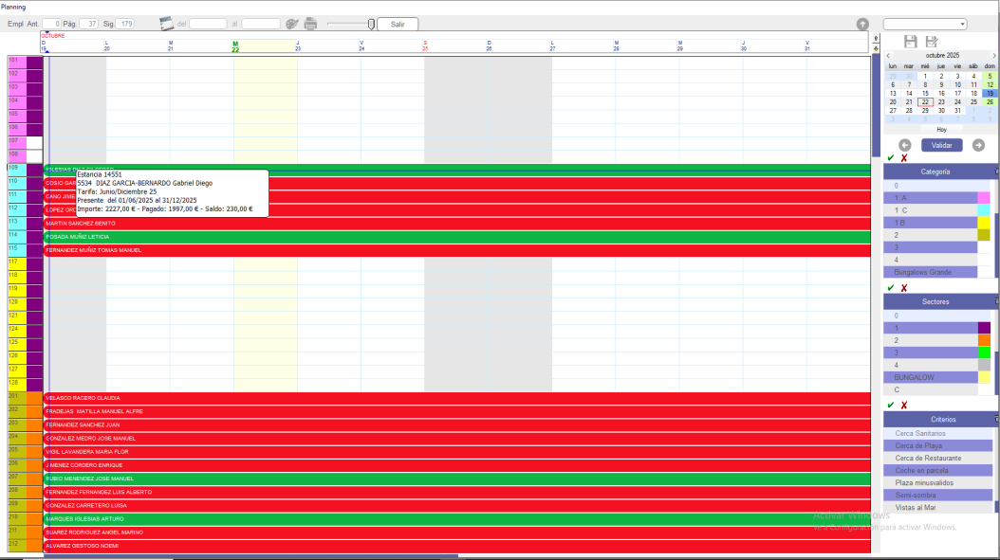 Planning
Empl Ant. 0 Pág. 37 Sig. 179 del al Salir
OCTUBRE
D L M M J V S D L M M J V
19 20 21 22 23 24 25 26 27 28 29 30 31
101
102
103
104
105
106
107
108
109
110 COSIO GAR
111 CANO JIME
112 LOPEZ ORD
113 MARTIN SANCHEZ BENITO
114 POSADA MUÑIZ LETICIA
115 FERNANDEZ MUÑIZ TOMAS MANUEL
Estancia 14551
5534 DIAZ GARCIA-BERNARDO Gabriel Diego
Tarifa: Junio/Diciembre 25
Presente del 01/06/2025 al 31/12/2025
Importe: 2227,00 € - Pagado: 1997,00 € - Saldo: 230,00 €
117
118
119
120
121
124
125
126
127
128
201 VELASCO RACERO CLAUDIA
202 FRADEJAS MATILLA MANUEL ALFRE
203 FERNANDEZ SANCHEZ JUAN
204 GONZALEZ MEDRO JOSE MANUEL
205 VIGIL LAVANDERA MARIA FLOR
206 JIMENEZ CORDERO ENRIQUE
207 RUBIO MENENDEZ JOSE MANUEL
208 FERNANDEZ FERNANDEZ LUIS ALBERTO
209 GONZALEZ CARRETERO LUISA
210 MARQUES IGLESIAS ARTURO
211 SUAREZ RODRIGUEZ ANGEL MARINO
212 ALVAREZ GESTOSO NOEMI
octubre 2025
lun mar mié jue vie sáb dom
29 30 1 2 3 4 5
6 7 8 9 10 11 12
13 14 15 16 17 18 19
20 21 22 23 24 25 26
27 28 29 30 31 1 2
3 4 5 6 7 8 9
Hoy
Validar
Categoría
0
1 A
1 C
1 B
2
3
4
Bungalows Grande
Sectores
0
1
2
3
4
BUNGALOW
C
Criterios
Cerca Sanitarios
Cerca de Playa
Cerca de Restaurante
Coche en parcela
Plaza minusvalidos
Semi-sombra
Vistas al Mar
Activar Windows
Ve a Configuración para activar Windows.